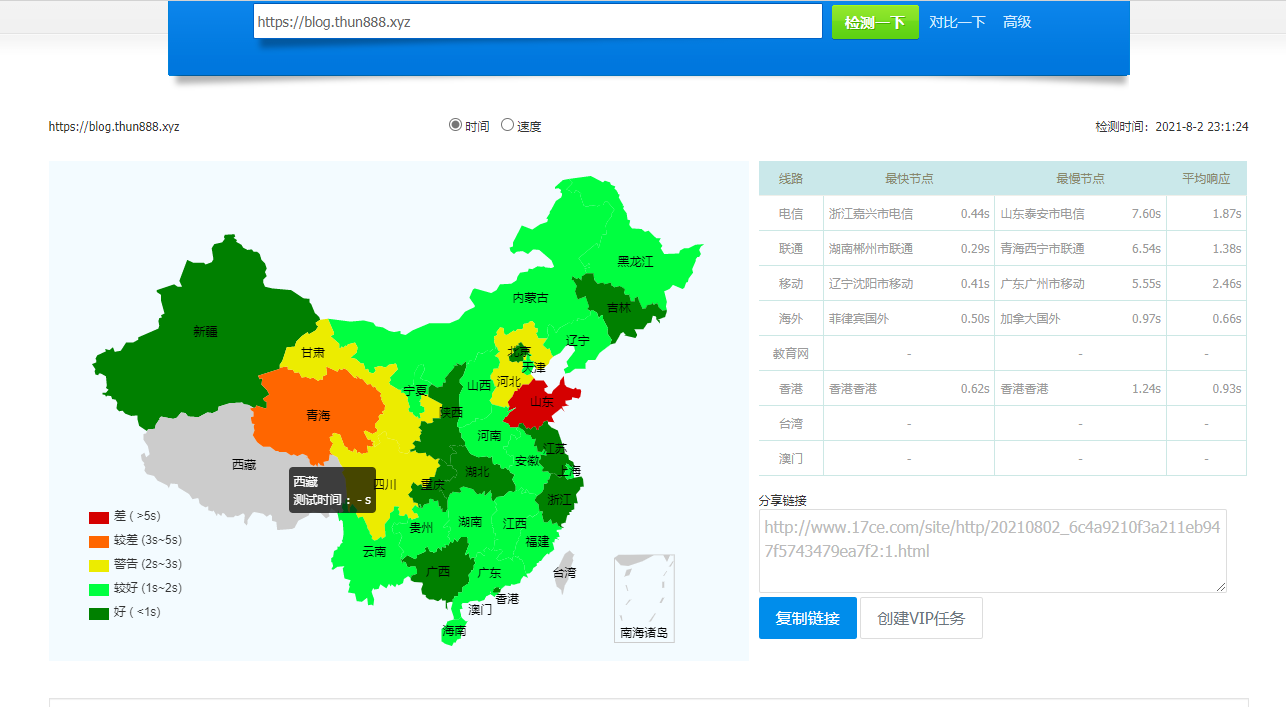 https://blog.thun888.xyz
检测一下 对比一下 高级
https://blog.thun888.xyz 时间 速度 检测时间：2021-8-2 23:1:24
黑龙江
内蒙古
吉林
新疆
辽宁
甘肃
北京
天津
河北
宁夏
山西
山东
陕西
青海
河南
江苏
安徽
上海
西藏
湖北
四川
重庆
浙江
西藏
测试时间：- s
湖南
江西
贵州
福建
云南
广西
广东
台湾
香港
澳门
海南
南海诸岛
差 ( >5s)
较差 (3s~5s)
警告 (2s~3s)
较好 (1s~2s)
好 ( <1s)
线路 最快节点 最慢节点 平均响应
电信 浙江嘉兴市电信 0.44s 山东泰安市电信 7.60s 1.87s
联通 湖南郴州市联通 0.29s 青海西宁市联通 6.54s 1.38s
移动 辽宁沈阳市移动 0.41s 广东广州市移动 5.55s 2.46s
海外 菲律宾国外 0.50s 加拿大国外 0.97s 0.66s
教育网 - - -
香港 香港香港 0.62s 香港香港 1.24s 0.93s
台湾 - - -
澳门 - - -
分享链接
http://www.17ce.com/site/http/20210802_6c4a9210f3a211eb94
7f5743479ea7f2:1.html
复制链接 创建VIP任务